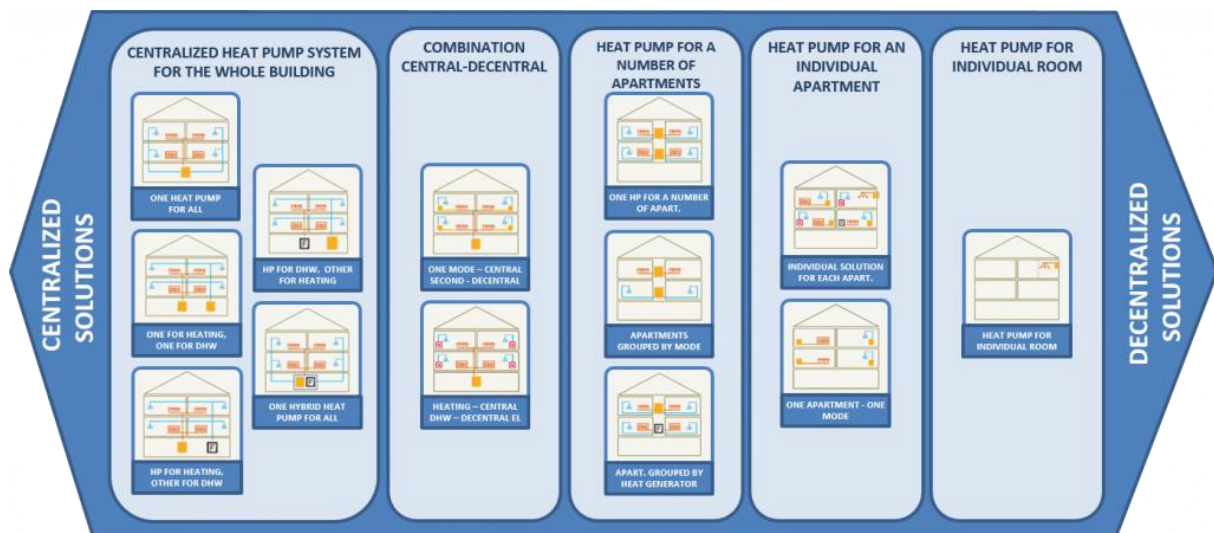 CENTRALIZED
SOLUTIONS
CENTRALIZED HEAT PUMP SYSTEM
FOR THE WHOLE BUILDING
ONE HEAT PUMP
FOR ALL
ONE FOR HEATING,
ONE FOR DHW
HP FOR HEATING,
OTHER FOR DHW
HP FOR DHW, OTHER
FOR HEATING
ONE HYBRID HEAT
PUMP FOR ALL
COMBINATION
CENTRAL-DECENTRAL
ONE MODE – CENTRAL
SECOND - DECENTRAL
HEATING – CENTRAL
DHW – DECENTRAL EL
HEAT PUMP FOR A
NUMBER OF
APARTMENTS
ONE HP FOR A NUMBER
OF APART.
APARTMENTS
GROUPED BY MODE
APART. GROUPED BY
HEAT GENERATOR
HEAT PUMP FOR AN
INDIVIDUAL
APARTMENT
INDIVIDUAL SOLUTION
FOR EACH APART.
ONE APARTMENT - ONE
MODE
HEAT PUMP FOR
INDIVIDUAL ROOM
HEAT PUMP FOR
INDIVIDUAL ROOM
DECENTRALIZED
SOLUTIONS